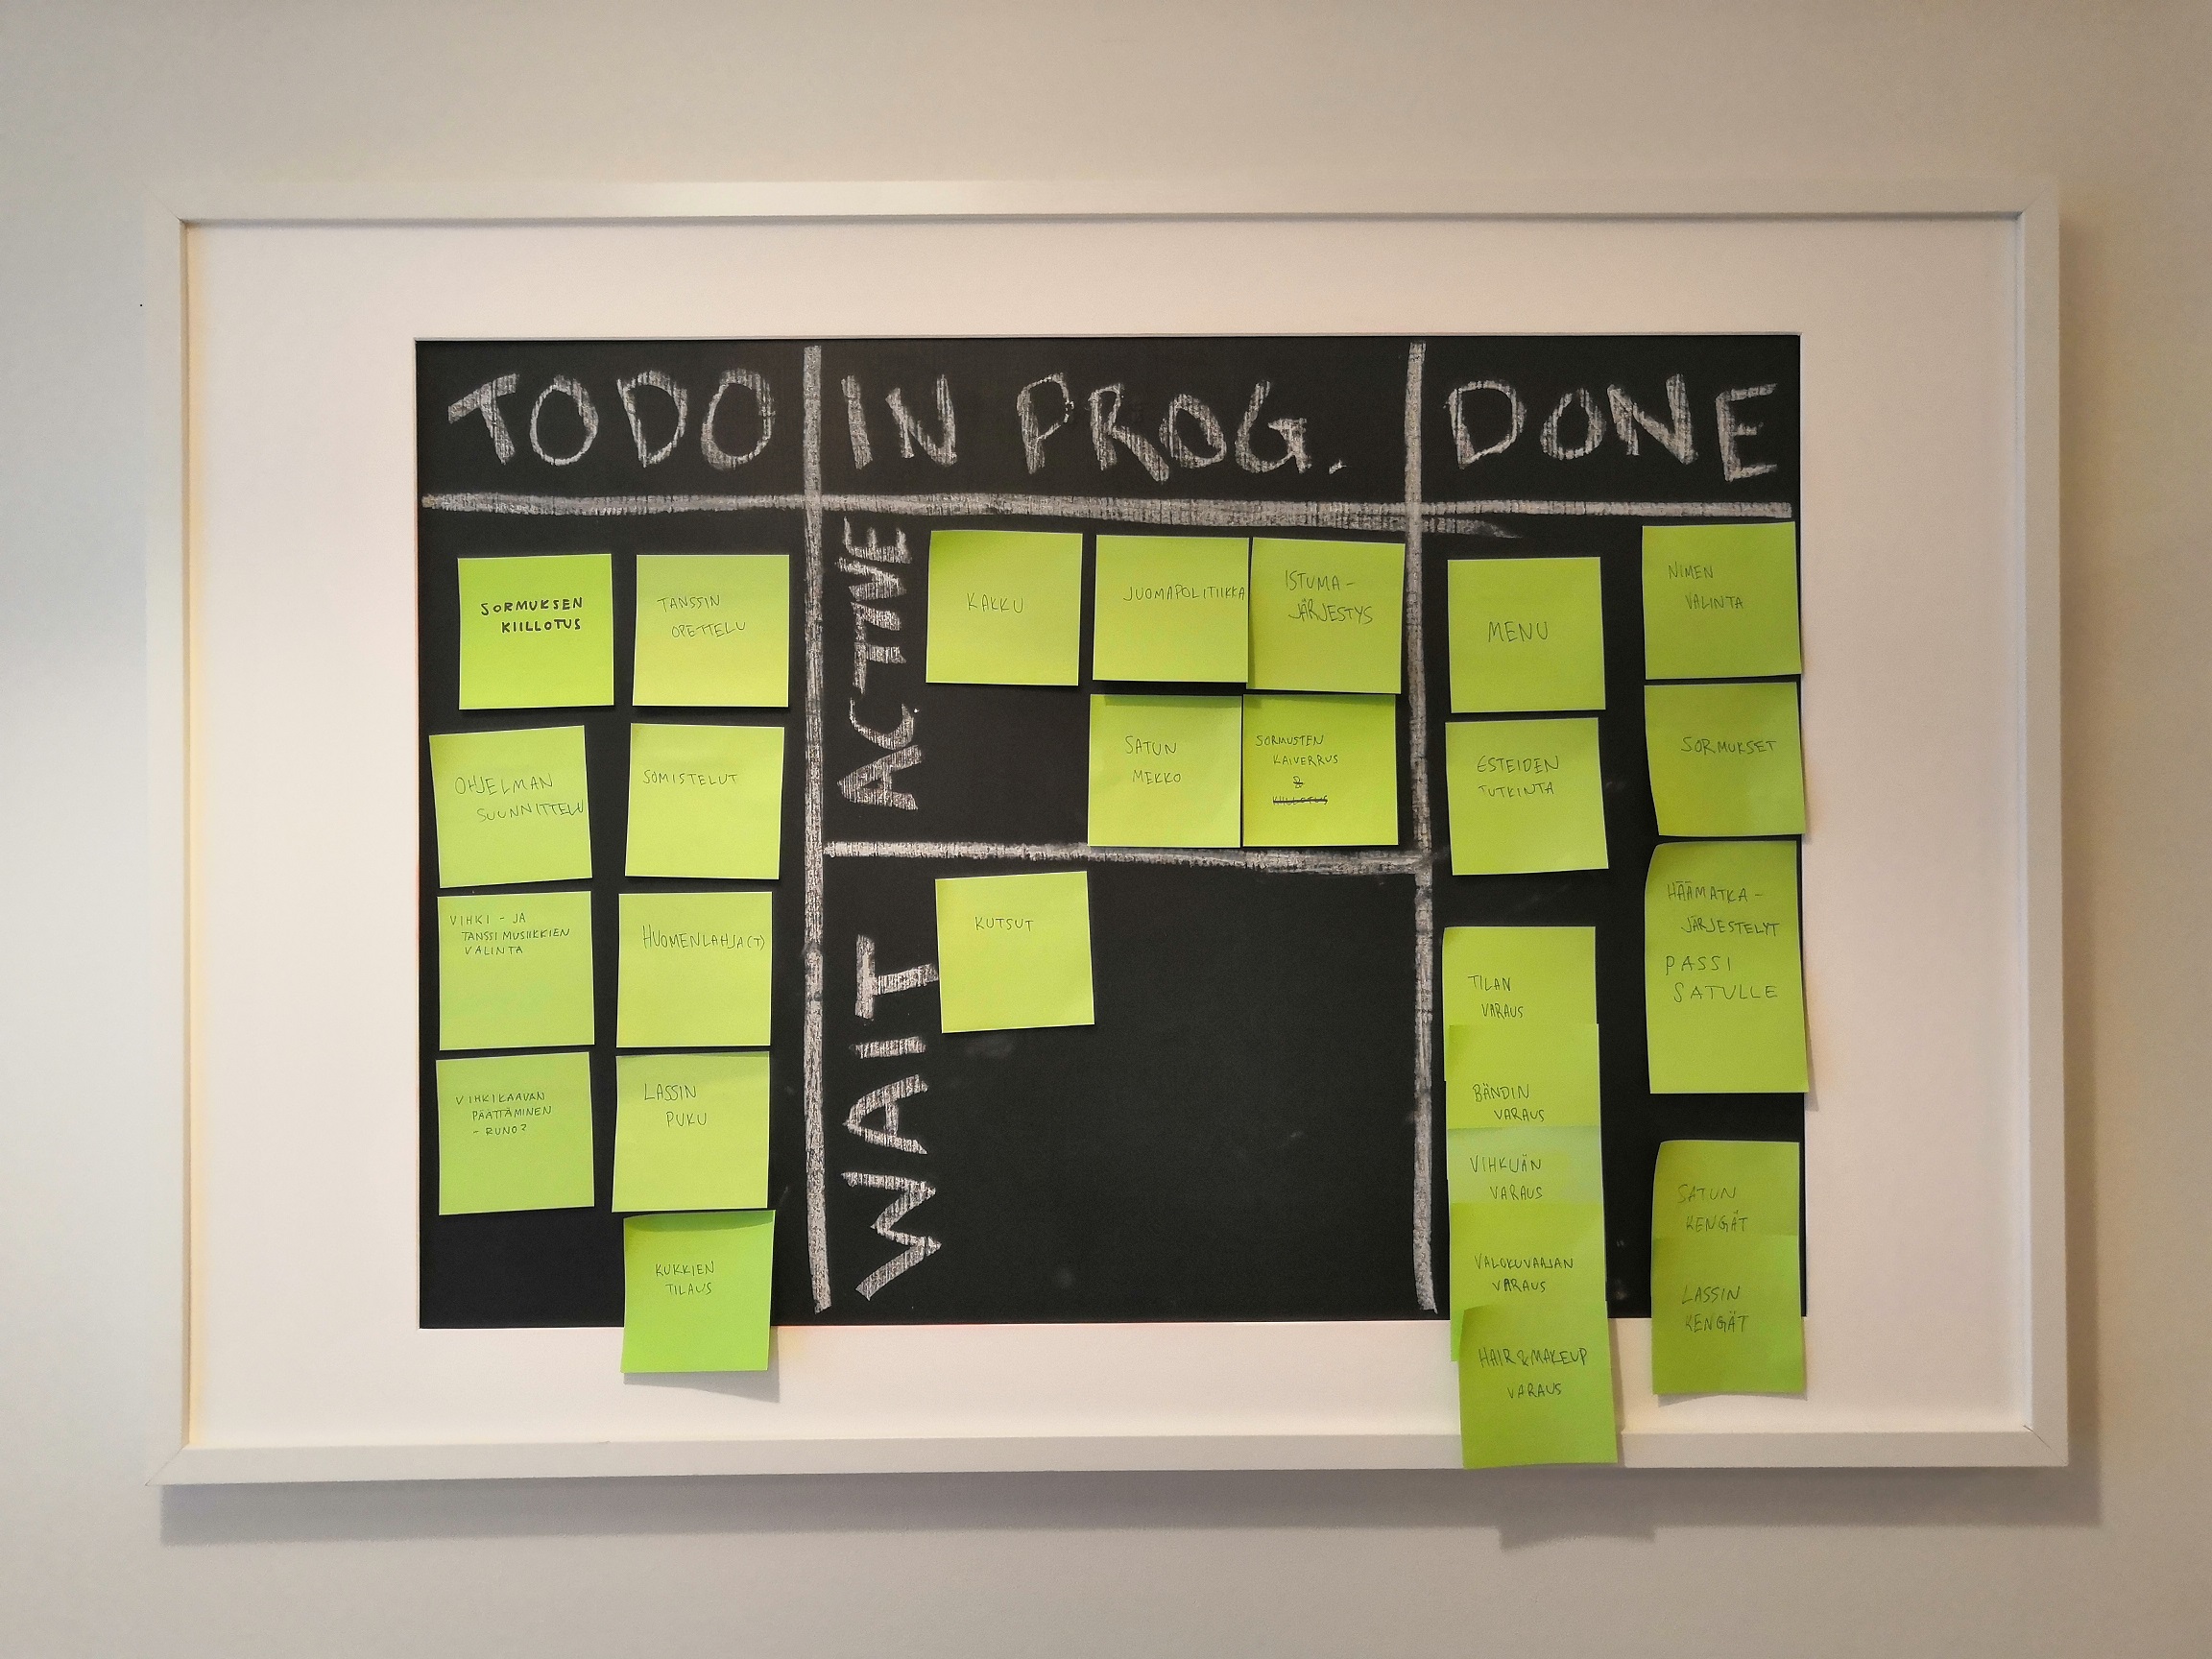 TODO
IN PROG.
DONE
SORMUKSEN
KIILLOTUS
TANSSIN
OPETTELU
OHJELMAN
SUUNNITTELU
SOMISTELUT
VIHKI - JA
TANSSIMUSIIKKIEN
VALINTA
HUOMENLAHJA(T)
VIHKIKAAVAN
PÄÄTTÄMINEN
- RUNO?
LASSIN
PUKU
KUKKIEN
TILAUS
ACTIVE
KAKKU
JUOMAPOLITIIKKA
ISTUMA-
JÄRJESTYS
SATUN
MEKKO
SORMUSTEN
KAIVERRUS
&
KIILLOTUS
WAIT
KUTSUT
MENU
NIMEN
VALINTA
ESTEIDEN
TUTKINTA
SORMUKSET
HÄÄMATKA-
JÄRJESTELYT
PASSI
SATULLE
TILAN
VARAUS
BÄNDIN
VARAUS
VIHKIJÄN
VARAUS
VALOKUVAAJAN
VARAUS
HAIR & MAKEUP
VARAUS
SATUN
KENGÄT
LASSIN
KENGÄT